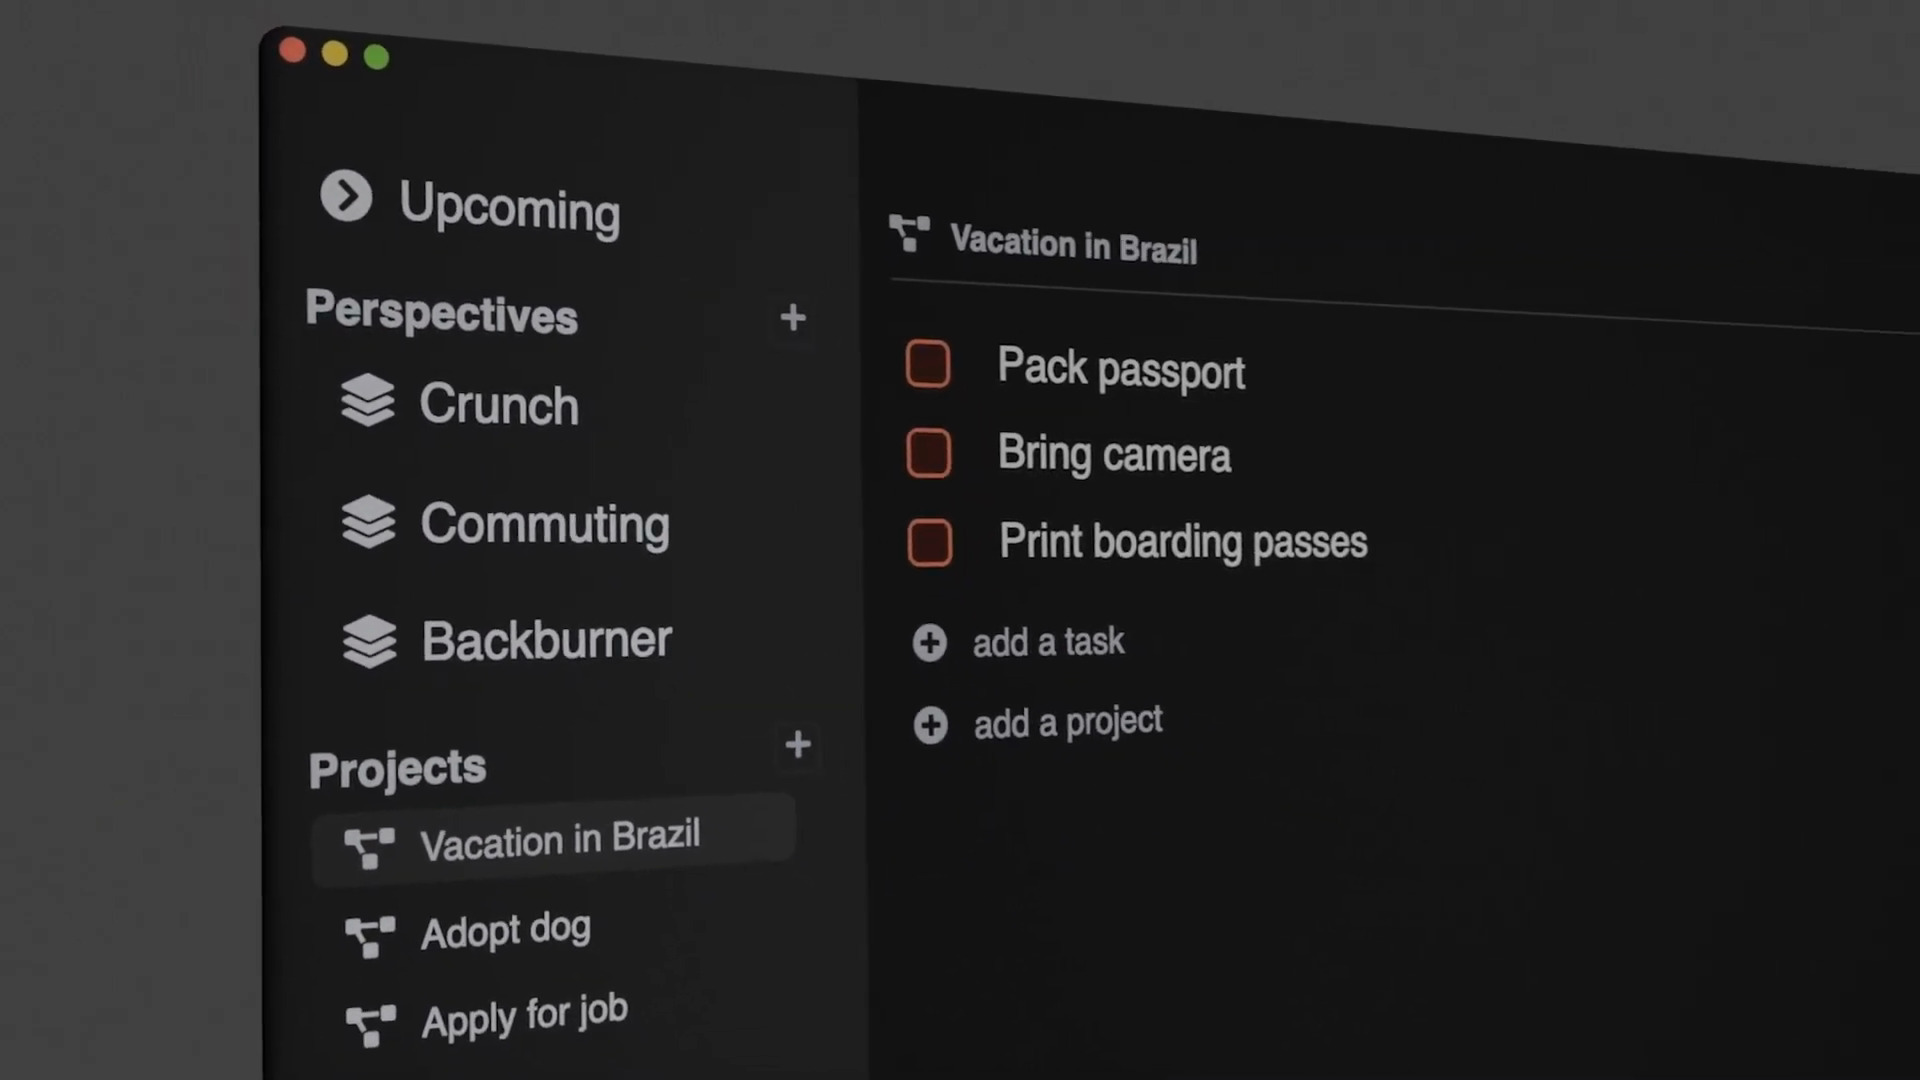 Upcoming
Perspectives
Crunch
Commuting
Backburner
Projects
Vacation in Brazil
Adopt dog
Apply for job
Vacation in Brazil
Pack passport
Bring camera
Print boarding passes
add a task
add a project